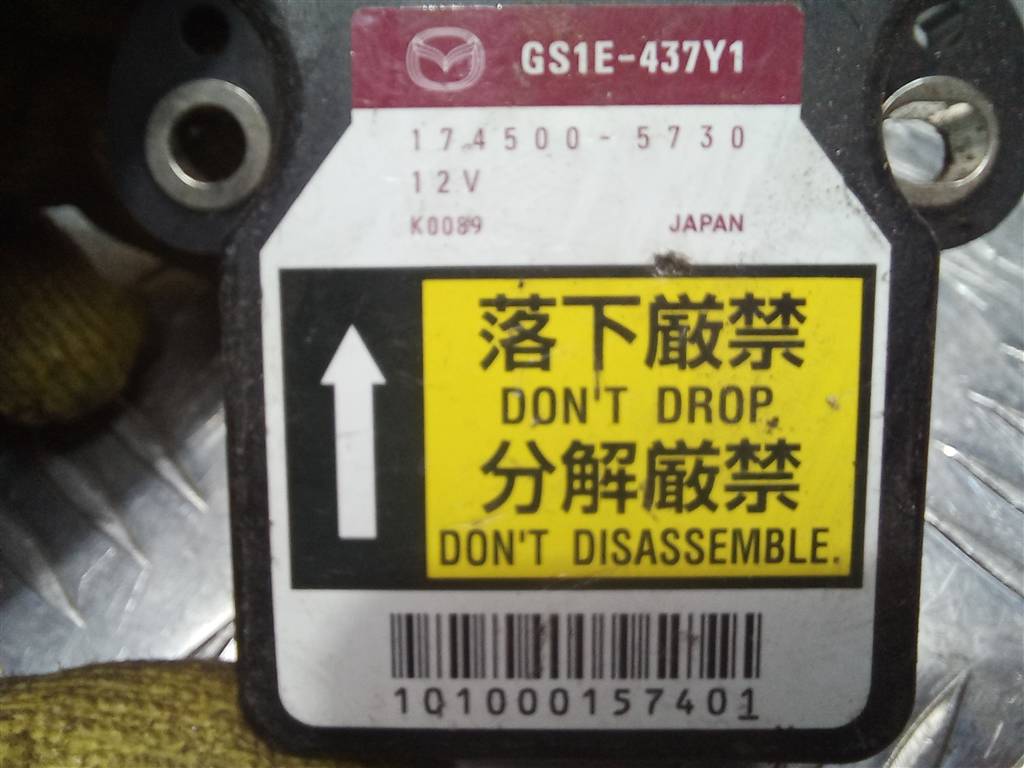 GS1E-437Y1
174500-5730
12V
K0089 JAPAN
落下厳禁
DON'T DROP.
分解厳禁
DON'T DISASSEMBLE.
101000157401